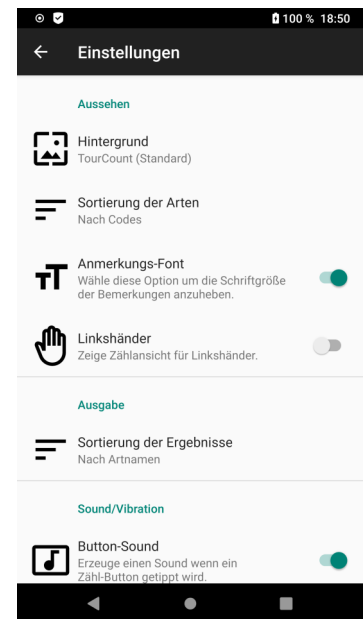 100 % 18:50
Einstellungen
Aussehen
Hintergrund
TourCount (Standard)
Sortierung der Arten
Nach Codes
Anmerkungs-Font
Wähle diese Option um die Schriftgröße
der Bemerkungen anzuheben.
Linkshänder
Zeige Zählansicht für Linkshänder.
Ausgabe
Sortierung der Ergebnisse
Nach Artnamen
Sound/Vibration
Button-Sound
Erzeuge einen Sound wenn ein
Zähl-Button getippt wird.